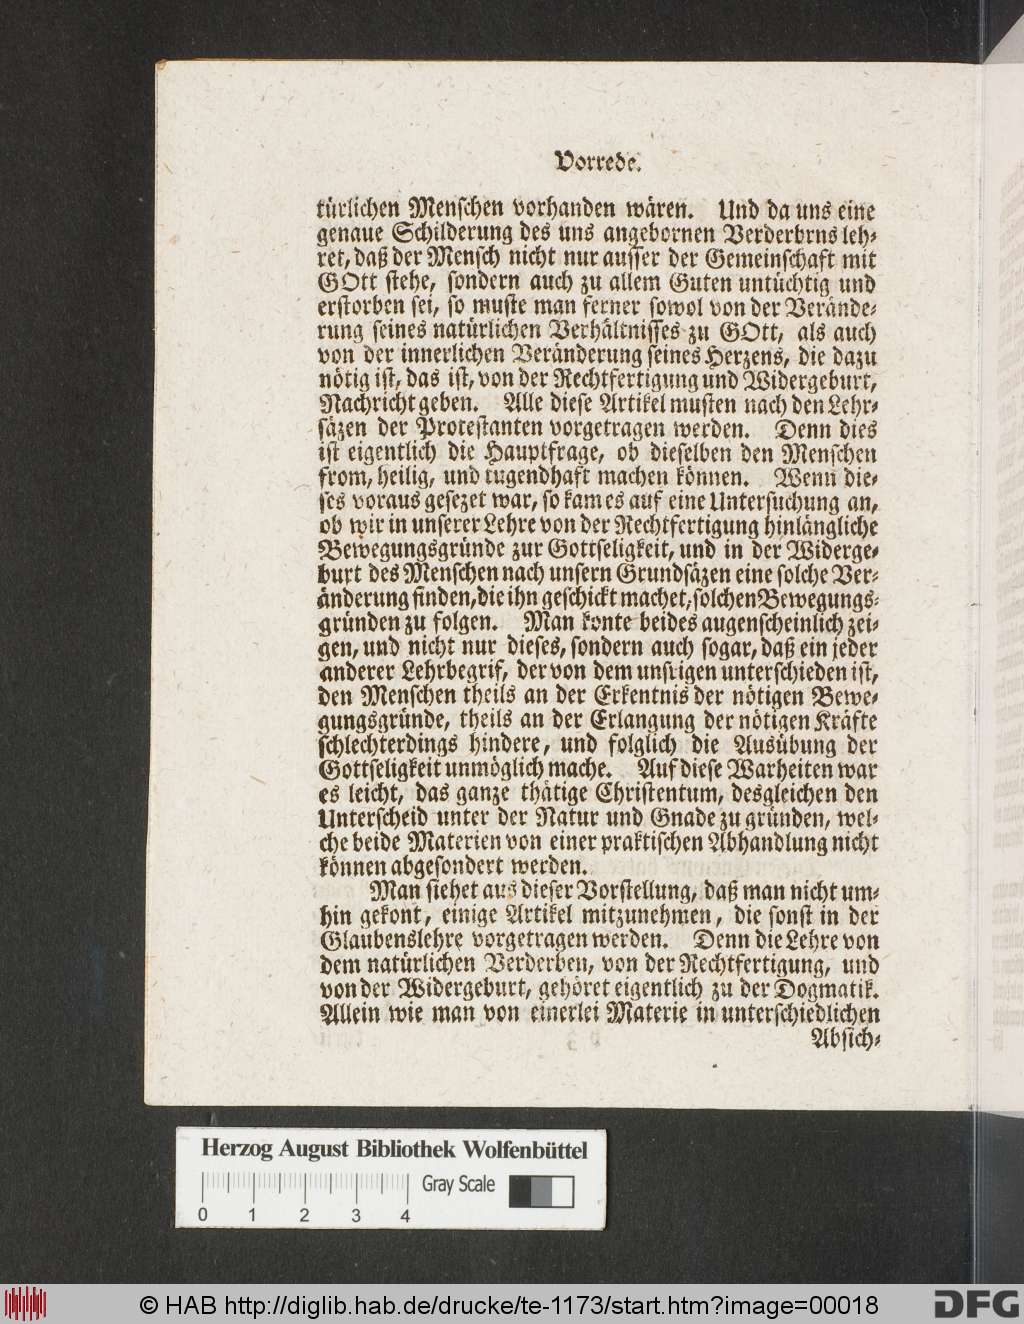 Vorrede.
türlichen Menschen vorhanden wären. Und da uns eine
genaue Schilderung des uns angebornen Verderbrns leh-
ret, daß der Mensch nicht nur ausser der Gemeinschaft mit
GOtt stehe, sondern auch zu allem Guten untüchtig und
erstorben sei, so muste man ferner sowol von der Verände-
rung seines natürlichen Verhältnisses zu GOtt, als auch
von der innerlichen Veränderung seines Herzens, die dazu
nötig ist, das ist, von der Rechtfertigung und Widergeburt,
Nachricht geben. Alle diese Artikel musten nach den Lehr-
säzen der Protestanten vorgetragen werden. Denn dies
ist eigentlich die Hauptfrage, ob dieselben den Menschen
from, heilig, und tugendhaft machen können. Wenn die-
ses voraus gesezet war, so kam es auf eine Untersuchung an,
ob wir in unserer Lehre von der Rechtfertigung hinlängliche
Bewegungsgründe zur Gottseligkeit, und in der Widerge-
burt des Menschen nach unsern Grundsäzen eine solche Ver-
änderung finden, die ihn geschickt machet, solchen Bewegungs-
gründen zu folgen. Man konte beides augenscheinlich zei-
gen, und nicht nur dieses, sondern auch sogar, daß ein jeder
anderer Lehrbegrif, der von dem unsrigen unterschieden ist,
den Menschen theils an der Erkentnis der nötigen Bewe-
gungsgründe, theils an der Erlangung der nötigen Kräfte
schlechterdings hindere, und folglich die Ausübung der
Gottseligkeit unmöglich mache. Auf diese Warheiten war
es leicht, das ganze thätige Christentum, desgleichen den
Unterscheid unter der Natur und Gnade zu gründen, wel-
che beide Materien von einer praktischen Abhandlung nicht
können abgesondert werden.
Man siehet aus dieser Vorstellung, daß man nicht um-
hin gekont, einige Artikel mitzunehmen, die sonst in der
Glaubenslehre vorgetragen werden. Denn die Lehre von
dem natürlichen Verderben, von der Rechtfertigung, und
von der Widergeburt, gehöret eigentlich zu der Dogmatik.
Allein wie man von einerlei Materie in unterschiedlichen
Absich-
Herzog August Bibliothek Wolfenbüttel
Gray Scale
0 1 2 3 4
© HAB http://diglib.hab.de/drucke/te-1173/start.htm?image=00018
DFG